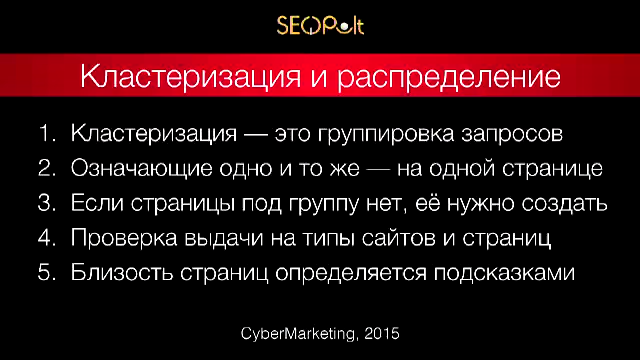 SEOPult
Кластеризация и распределение
1. Кластеризация — это группировка запросов
2. Означающие одно и то же — на одной странице
3. Если страницы под группу нет, её нужно создать
4. Проверка выдачи на типы сайтов и страниц
5. Близость страниц определяется подсказками
CyberMarketing, 2015